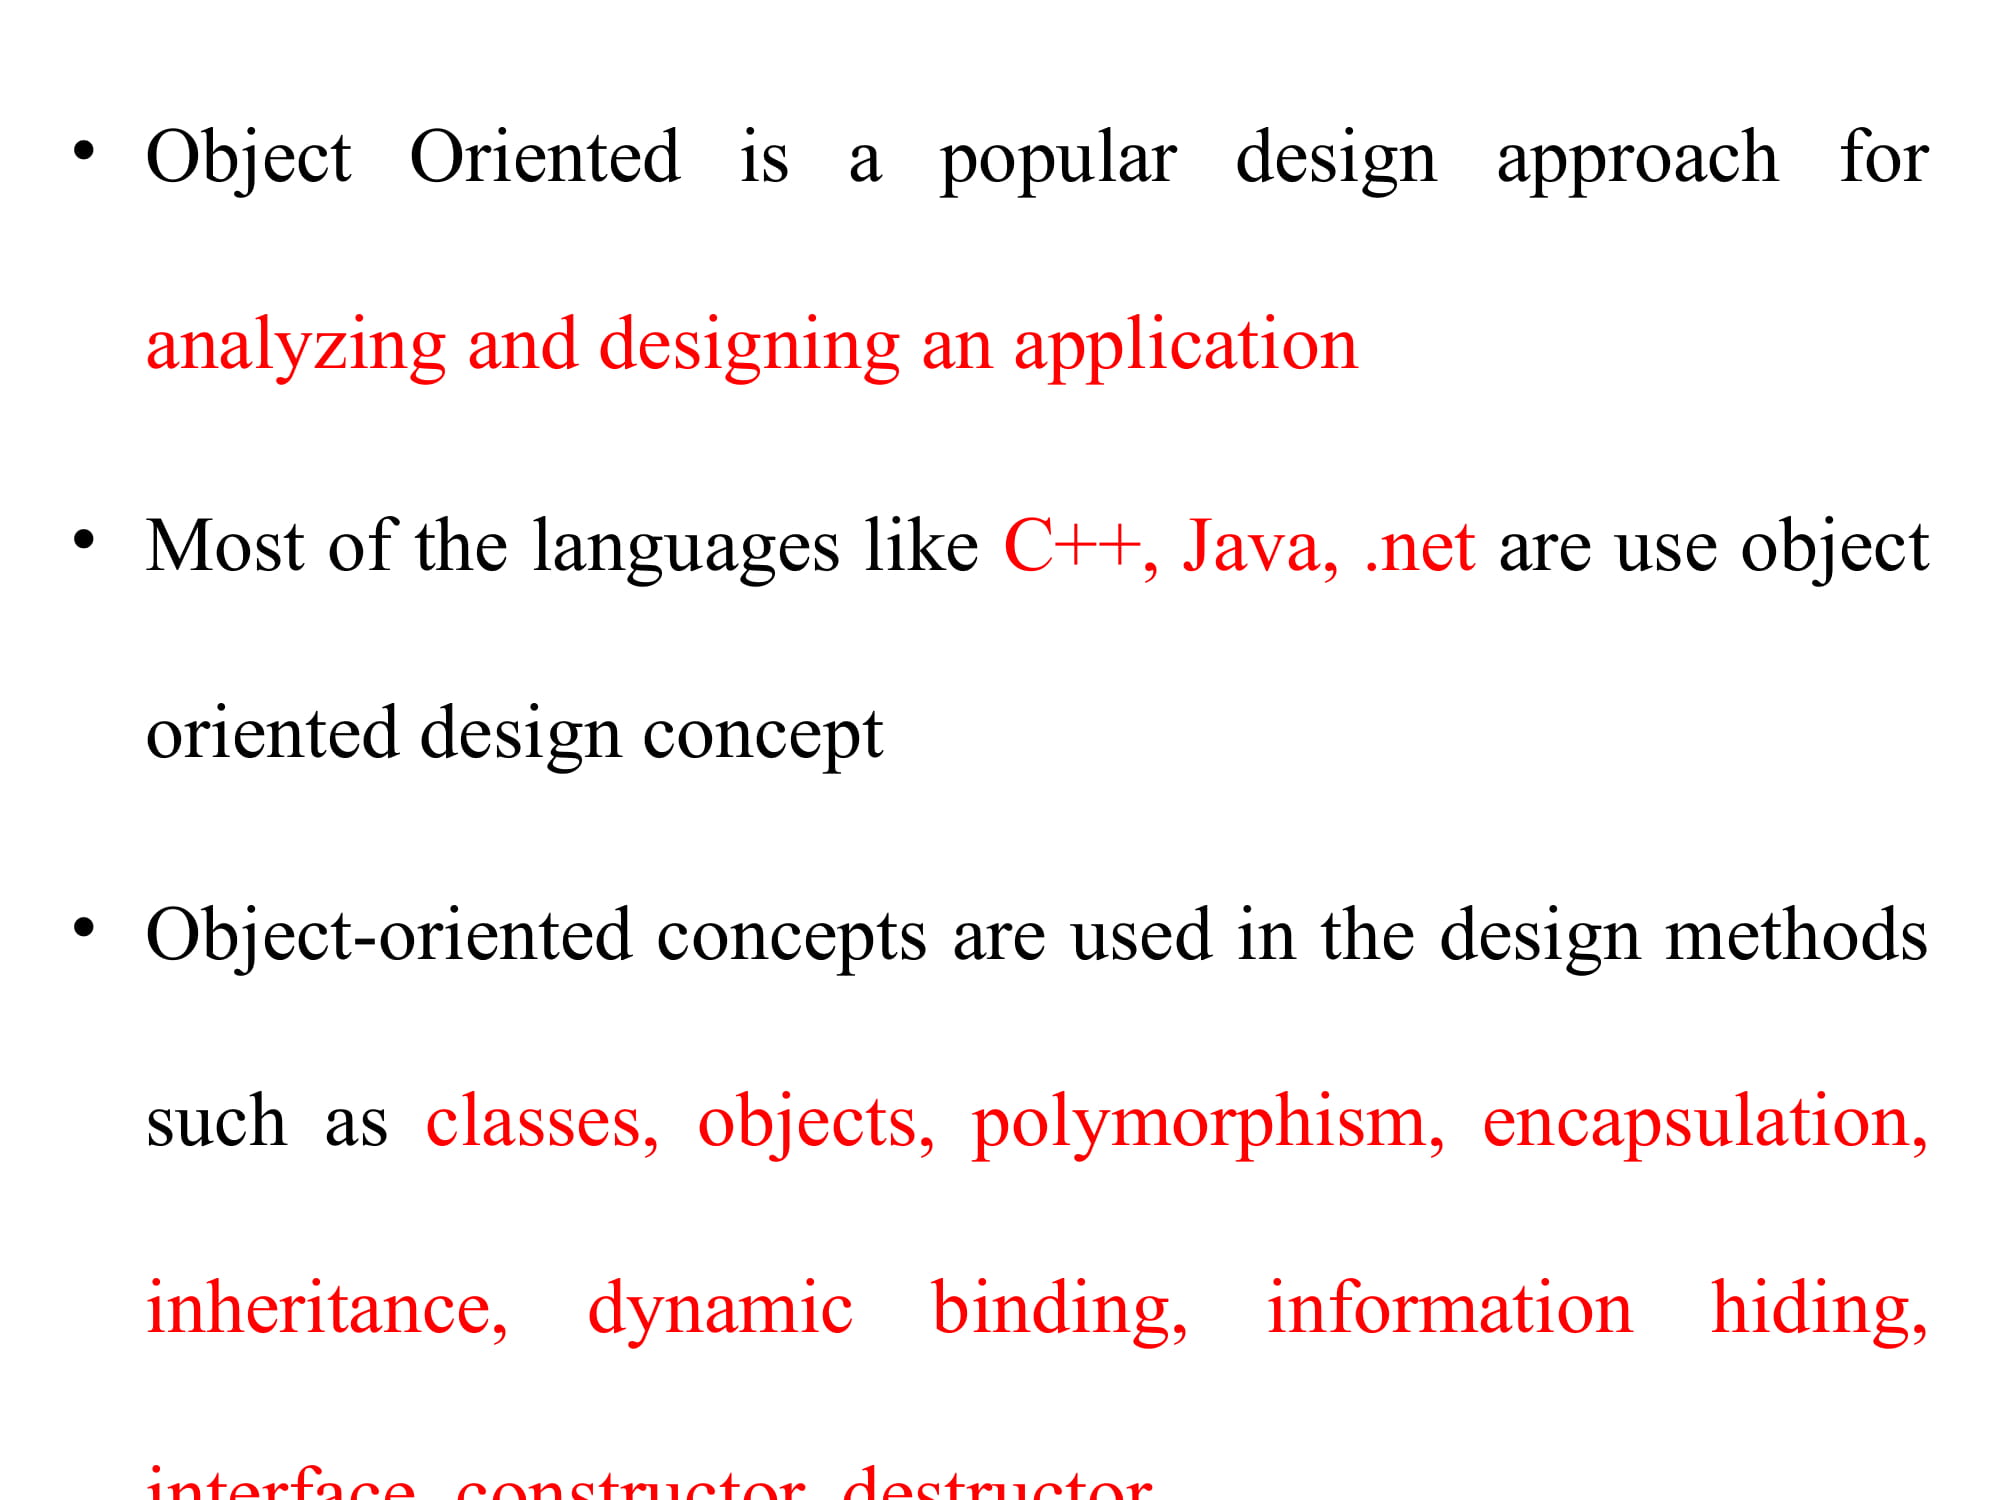 • Object Oriented is a popular design approach for
analyzing and designing an application
• Most of the languages like C++, Java, .net are use object
oriented design concept
• Object-oriented concepts are used in the design methods
such as classes, objects, polymorphism, encapsulation,
inheritance, dynamic binding, information hiding,
interface, constructor, destructor